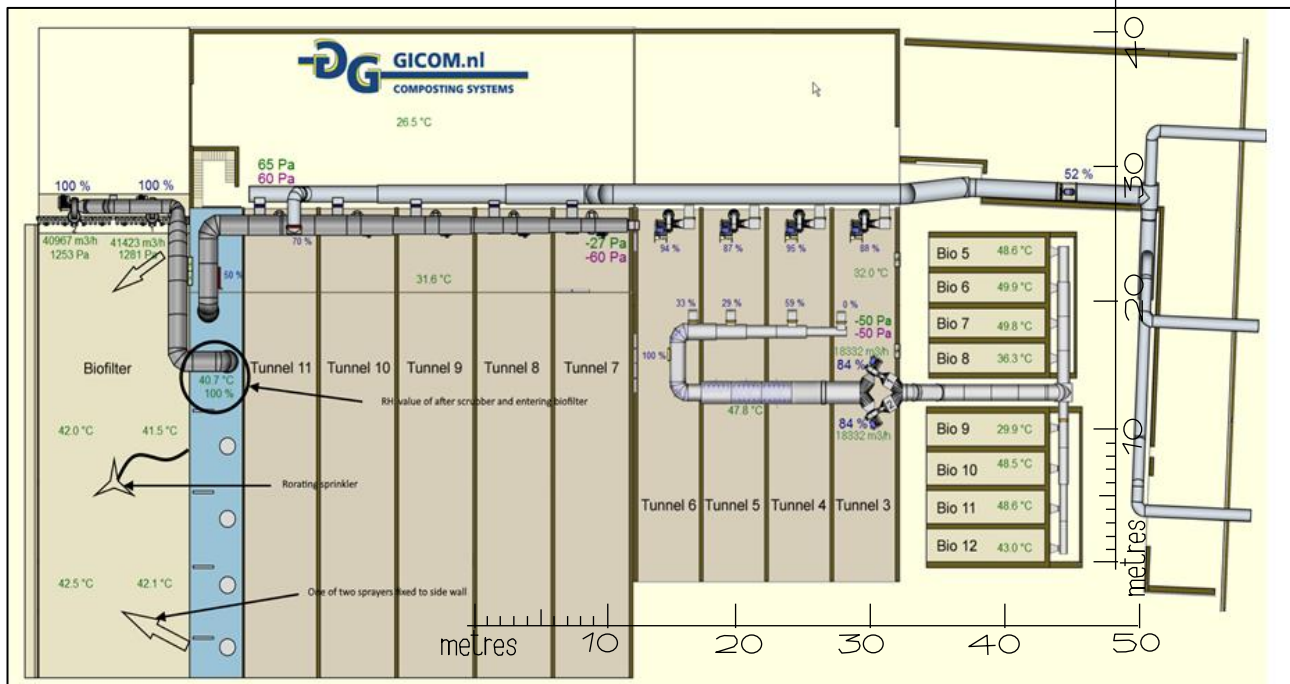 GICOM.nl
COMPOSTING SYSTEMS
26.5 °C
65 Pa
60 Pa
100 %
100 %
52 %
40967 m3/h
1253 Pa
41423 m3/h
1281 Pa
70 %
50 %
-27 Pa
-60 Pa
31.6 °C
94 %
87 %
95 %
88 %
32.0 °C
33 %
29 %
59 %
0 %
-50 Pa
-50 Pa
100 %
18332 m3/h
84 %
47.8 °C
84 %
18332 m3/h
Biofilter
Tunnel 11
Tunnel 10
Tunnel 9
Tunnel 8
Tunnel 7
40.7 °C
100 %
RH value of after scrubber and entering biofilter
42.0 °C
41.5 °C
Rorating sprinkler
42.5 °C
42.1 °C
One of two sprayers fixed to side wall
Tunnel 6
Tunnel 5
Tunnel 4
Tunnel 3
Bio 5
48.6 °C
Bio 6
49.9 °C
Bio 7
49.8 °C
Bio 8
36.3 °C
Bio 9
29.9 °C
Bio 10
48.5 °C
Bio 11
48.6 °C
Bio 12
43.0 °C
40
30
20
10
metres
metres
10
20
30
40
50